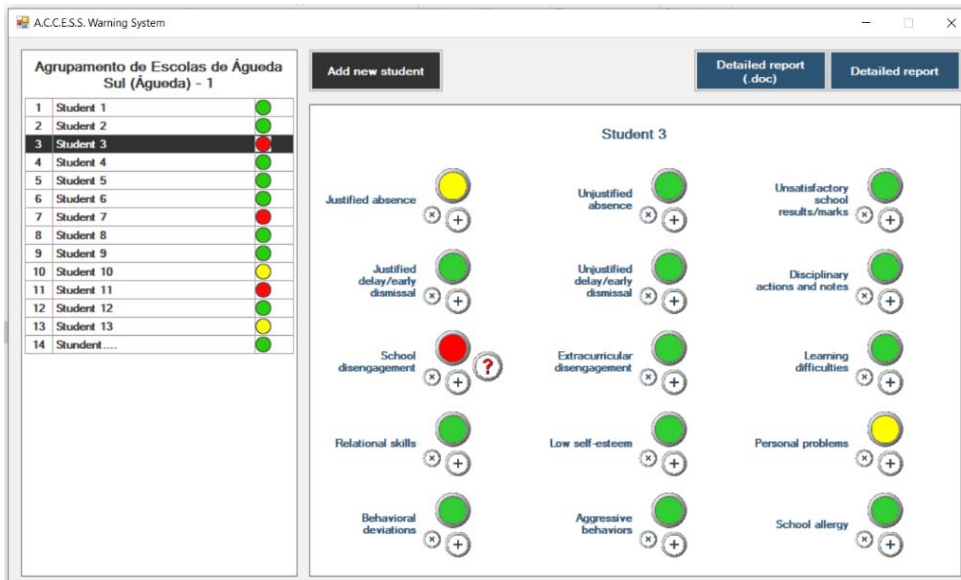 A.C.C.E.S.S. Warning System
Agrupamento de Escolas de Águeda
Sul (Águeda) - 1
1 Student 1
2 Student 2
3 Student 3
4 Student 4
5 Student 5
6 Student 6
7 Student 7
8 Student 8
9 Student 9
10 Student 10
11 Student 11
12 Student 12
13 Student 13
14 Stundent....
Add new student
Detailed report
(.doc)
Detailed report
Student 3
Justified absence
Unjustified
absence
Unsatisfactory
school
results/marks
Justified
delay/early
dismissal
Unjustified
delay/early
dismissal
Disciplinary
actions and notes
School
disengagement
?
Extracurricular
disengagement
Learning
difficulties
Relational skills
Low self-esteem
Personal problems
Behavioral
deviations
Aggressive
behaviors
School allergy